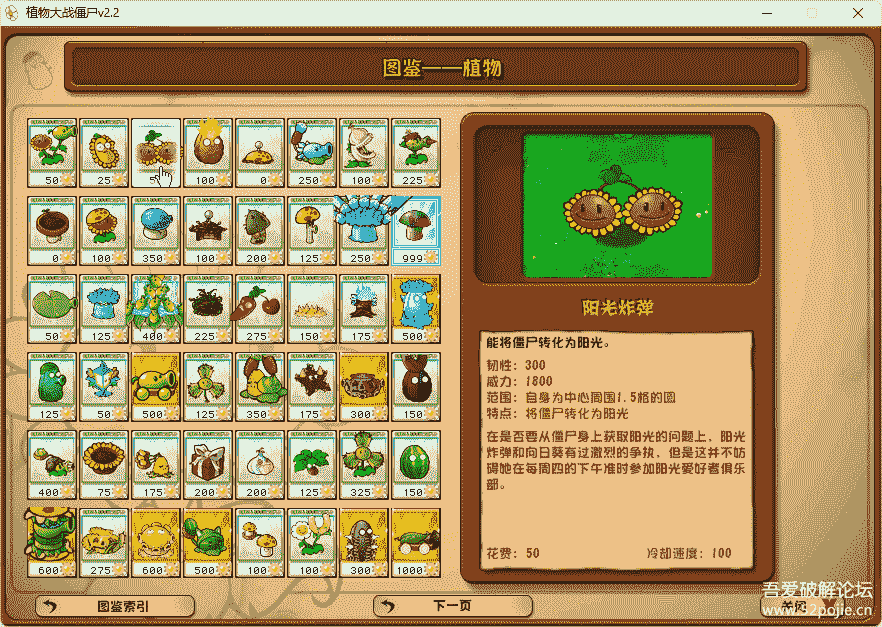 植物大战僵尸v2.2
图鉴——植物
50 25 100 0 250 100 225
0 100 350 100 200 125 250 999
50 125 400 225 275 150 175 500
125 50 500 125 350 175 300 150
400 75 175 200 200 125 325 150
600 275 600 500 100 100 300 1000
阳光炸弹
能将僵尸转化为阳光。
韧性：300
威力：1800
范围：自身为中心周围1.5格的圆
特点：将僵尸转化为阳光
在是否要从僵尸身上获取阳光的问题上，阳光
炸弹和向日葵有过激烈的争执，但是这并不妨
碍她在每周四的下午准时参加阳光爱好者俱乐
部。
花费：50 冷却速度：100
图鉴索引 下一页
吾爱破解论坛
www.52pojie.cn